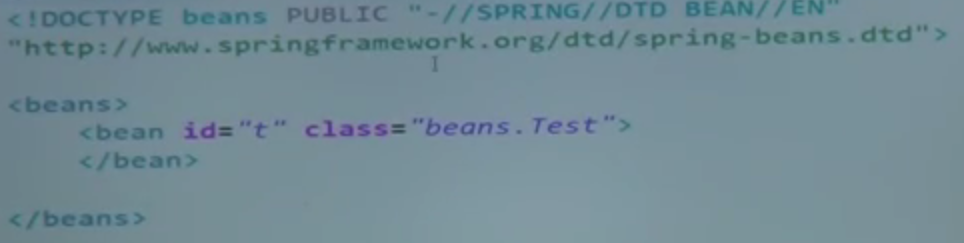 <!DOCTYPE beans PUBLIC "-//SPRING//DTD BEAN//EN"
"http://www.springframework.org/dtd/spring-beans.dtd">
<beans>
<bean id="t" class="beans.Test">
</bean>
</beans>